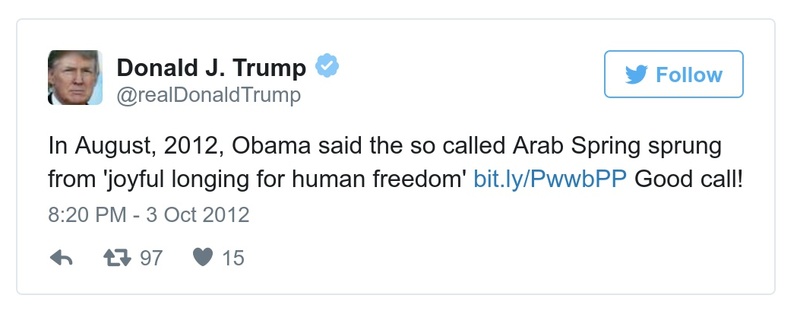 Donald J. Trump
Follow
@realDonaldTrump
In August, 2012, Obama said the so called Arab Spring sprung
from 'joyful longing for human freedom' bit.ly/PwwbPP Good call!
8:20 PM - 3 Oct 2012
97 15